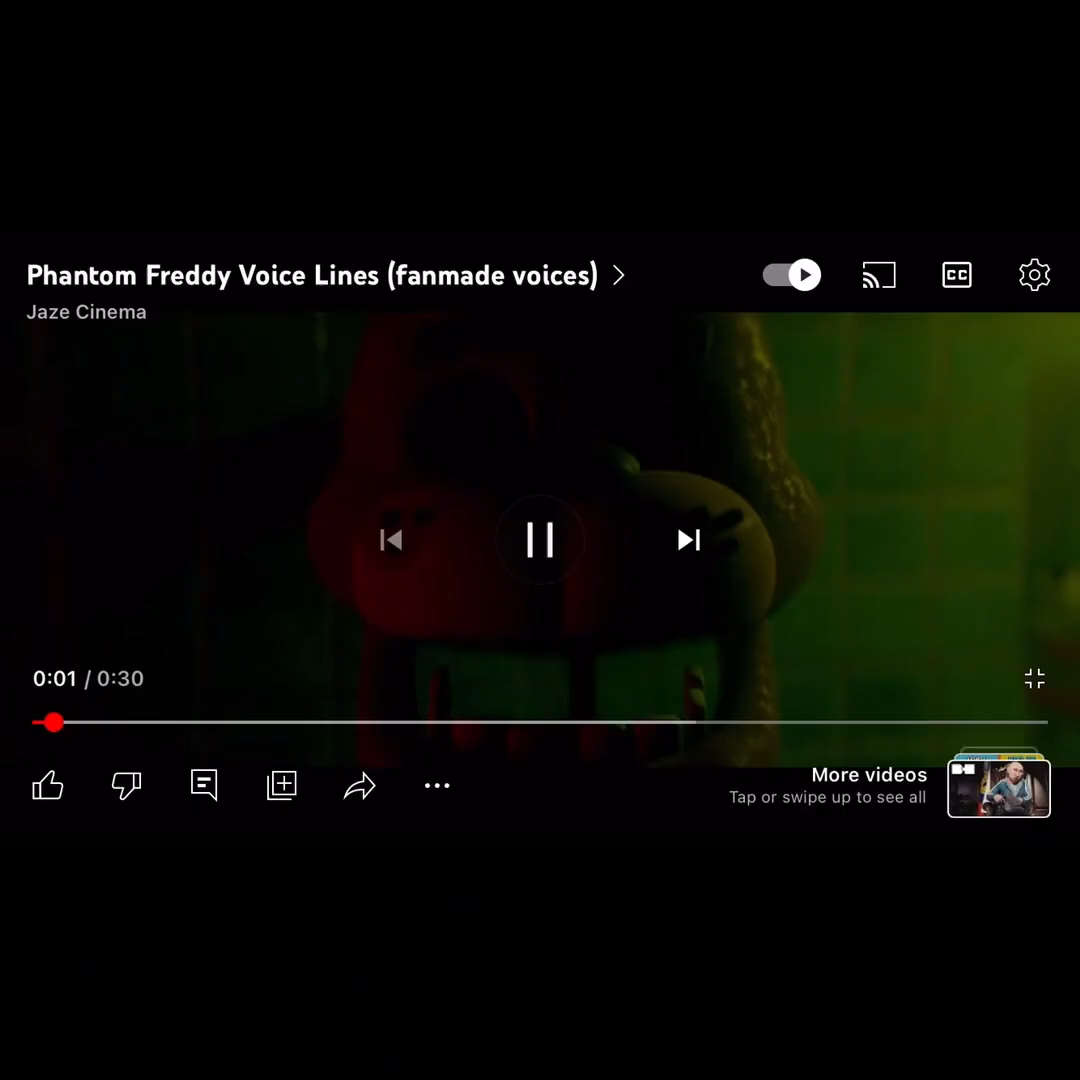 Phantom Freddy Voice Lines (fanmade voices)
Jaze Cinema
CC
0:01 / 0:30
More videos
Tap or swipe up to see all